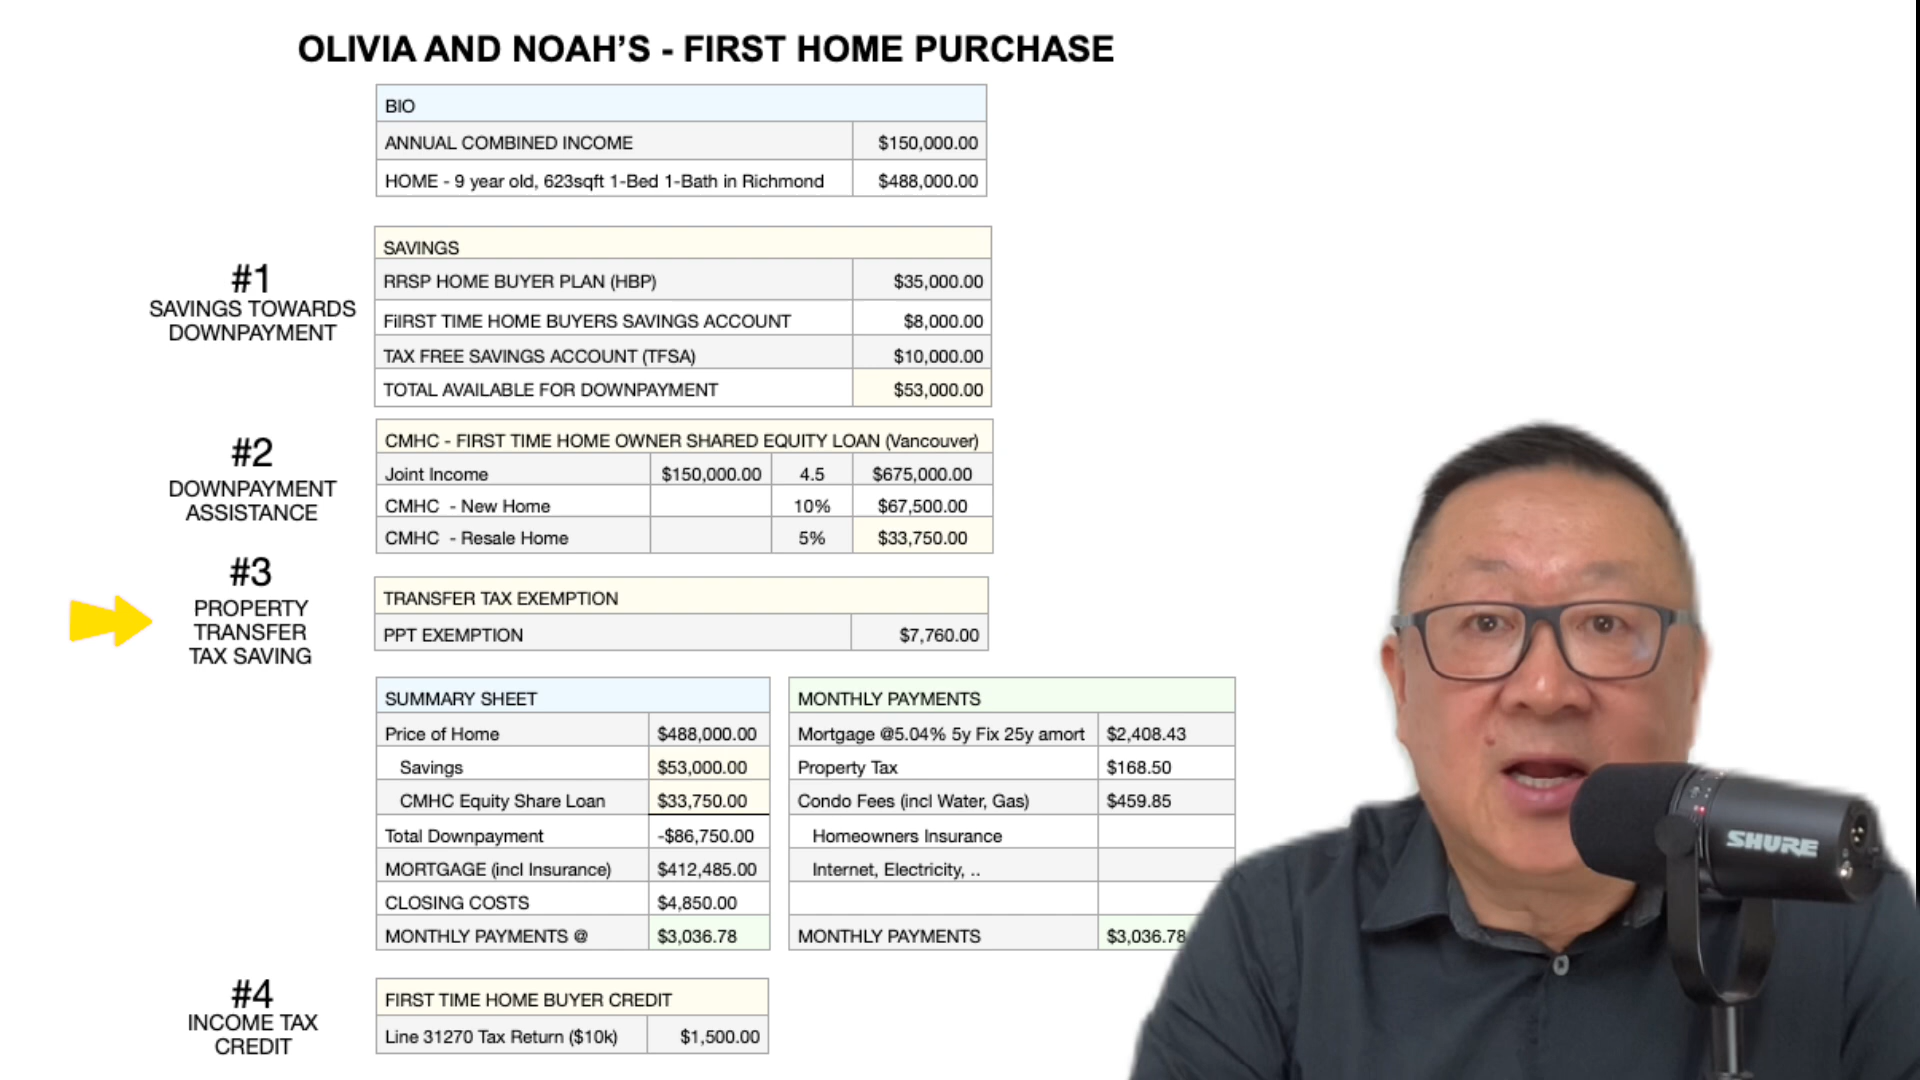 OLIVIA AND NOAH’S - FIRST HOME PURCHASE
BIO
ANNUAL COMBINED INCOME $150,000.00
HOME - 9 year old, 623sqft 1-Bed 1-Bath in Richmond $488,000.00
#1
SAVINGS TOWARDS
DOWNPAYMENT
SAVINGS
RRSP HOME BUYER PLAN (HBP) $35,000.00
FiIRST TIME HOME BUYERS SAVINGS ACCOUNT $8,000.00
TAX FREE SAVINGS ACCOUNT (TFSA) $10,000.00
TOTAL AVAILABLE FOR DOWNPAYMENT $53,000.00
#2
DOWNPAYMENT
ASSISTANCE
CMHC - FIRST TIME HOME OWNER SHARED EQUITY LOAN (Vancouver)
Joint Income $150,000.00 4.5 $675,000.00
CMHC - New Home 10% $67,500.00
CMHC - Resale Home 5% $33,750.00
#3
PROPERTY
TRANSFER
TAX SAVING
TRANSFER TAX EXEMPTION
PPT EXEMPTION $7,760.00
SUMMARY SHEET
Price of Home $488,000.00
Savings $53,000.00
CMHC Equity Share Loan $33,750.00
Total Downpayment -$86,750.00
MORTGAGE (incl Insurance) $412,485.00
CLOSING COSTS $4,850.00
MONTHLY PAYMENTS @ $3,036.78
MONTHLY PAYMENTS
Mortgage @5.04% 5y Fix 25y amort $2,408.43
Property Tax $168.50
Condo Fees (incl Water, Gas) $459.85
Homeowners Insurance
Internet, Electricity, ..
MONTHLY PAYMENTS $3,036.78
#4
INCOME TAX
CREDIT
FIRST TIME HOME BUYER CREDIT
Line 31270 Tax Return ($10k) $1,500.00
SHURE